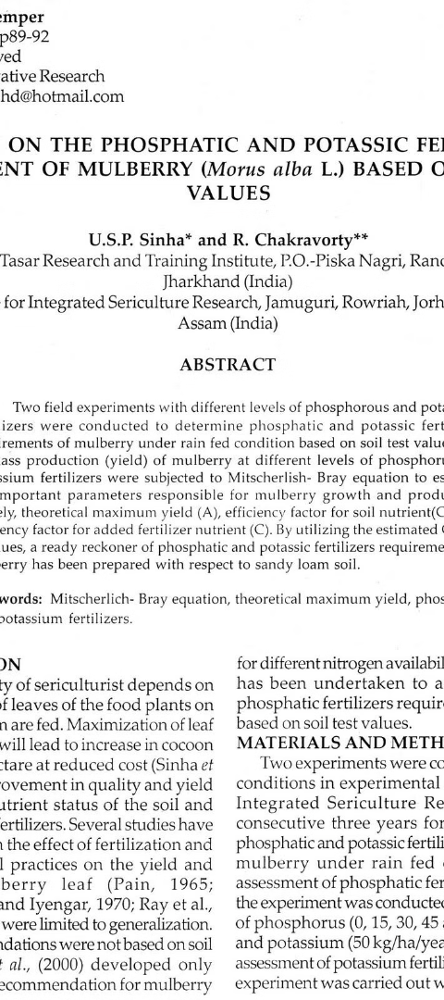 emper
p89-92
ved
ative Research
hd@hotmail.com
ON THE PHOSPHATIC AND POTASSIC FE
ENT OF MULBERRY (Morus alba L.) BASED O
VALUES
U.S.P. Sinha* and R. Chakravorty**
Tasar Research and Training Institute, P.O.-Piska Nagri, Ran
Jharkhand (India)
for Integrated Sericulture Research, Jamuguri, Rowriah, Jorh
Assam (India)
ABSTRACT
Two field experiments with different levels of phosphorous and pota
lizers were conducted to determine phosphatic and potassic fert
irements of mulberry under rain fed condition based on soil test value
ass production (yield) of mulberry at different levels of phosphoru
ssium fertilizers were subjected to Mitscherlish- Bray equation to es
important parameters responsible for mulberry growth and produ
ely, theoretical maximum yield (A), efficiency factor for soil nutrient(C
ency factor for added fertilizer nutrient (C). By utilizing the estimated
ues, a ready reckoner of phosphatic and potassic fertilizers requireme
berry has been prepared with respect to sandy loam soil.
words: Mitscherlich- Bray equation, theoretical maximum yield, phos
potassium fertilizers.
ON
ty of sericulturist depends on
of leaves of the food plants on
m are fed. Maximization of leaf
will lead to increase in cocoon
ctare at reduced cost (Sinha et
rovement in quality and yield
utrient status of the soil and
fertilizers. Several studies have
n the effect of fertilization and
l practices on the yield and
berry leaf (Pain, 1965;
and Iyengar, 1970; Ray et al.,
were limited to generalization.
ndations were not based on soil
t al., (2000) developed only
ecommendation for mulberry
for different nitrogen availabil
has been undertaken to a
phosphatic fertilizers require
based on soil test values.
MATERIALS AND METH
Two experiments were co
conditions in experimental
Integrated Sericulture Re
consecutive three years for
phosphatic and potassic fertili
mulberry under rain fed
assessment of phosphatic fer
the experiment was conducted
of phosphorus (0, 15, 30, 45
and potassium (50 kg/ha/yea
assessment of potassium fertili
experiment was carried out w